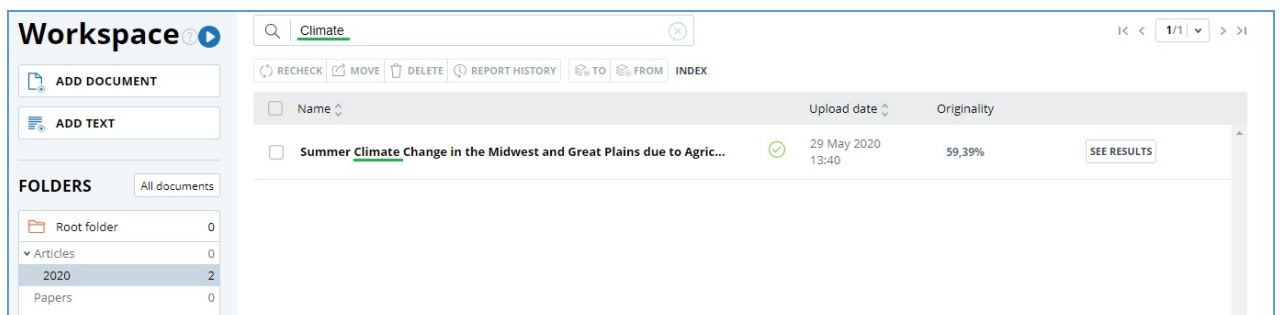 Workspace
Climate
1/1
ADD DOCUMENT
ADD TEXT
RECHECK MOVE DELETE REPORT HISTORY TO FROM INDEX
Name Upload date Originality
Summer Climate Change in the Midwest and Great Plains due to Agric... 29 May 2020 59,39% SEE RESULTS
13:40
FOLDERS All documents
Root folder 0
Articles 0
2020 2
Papers 0